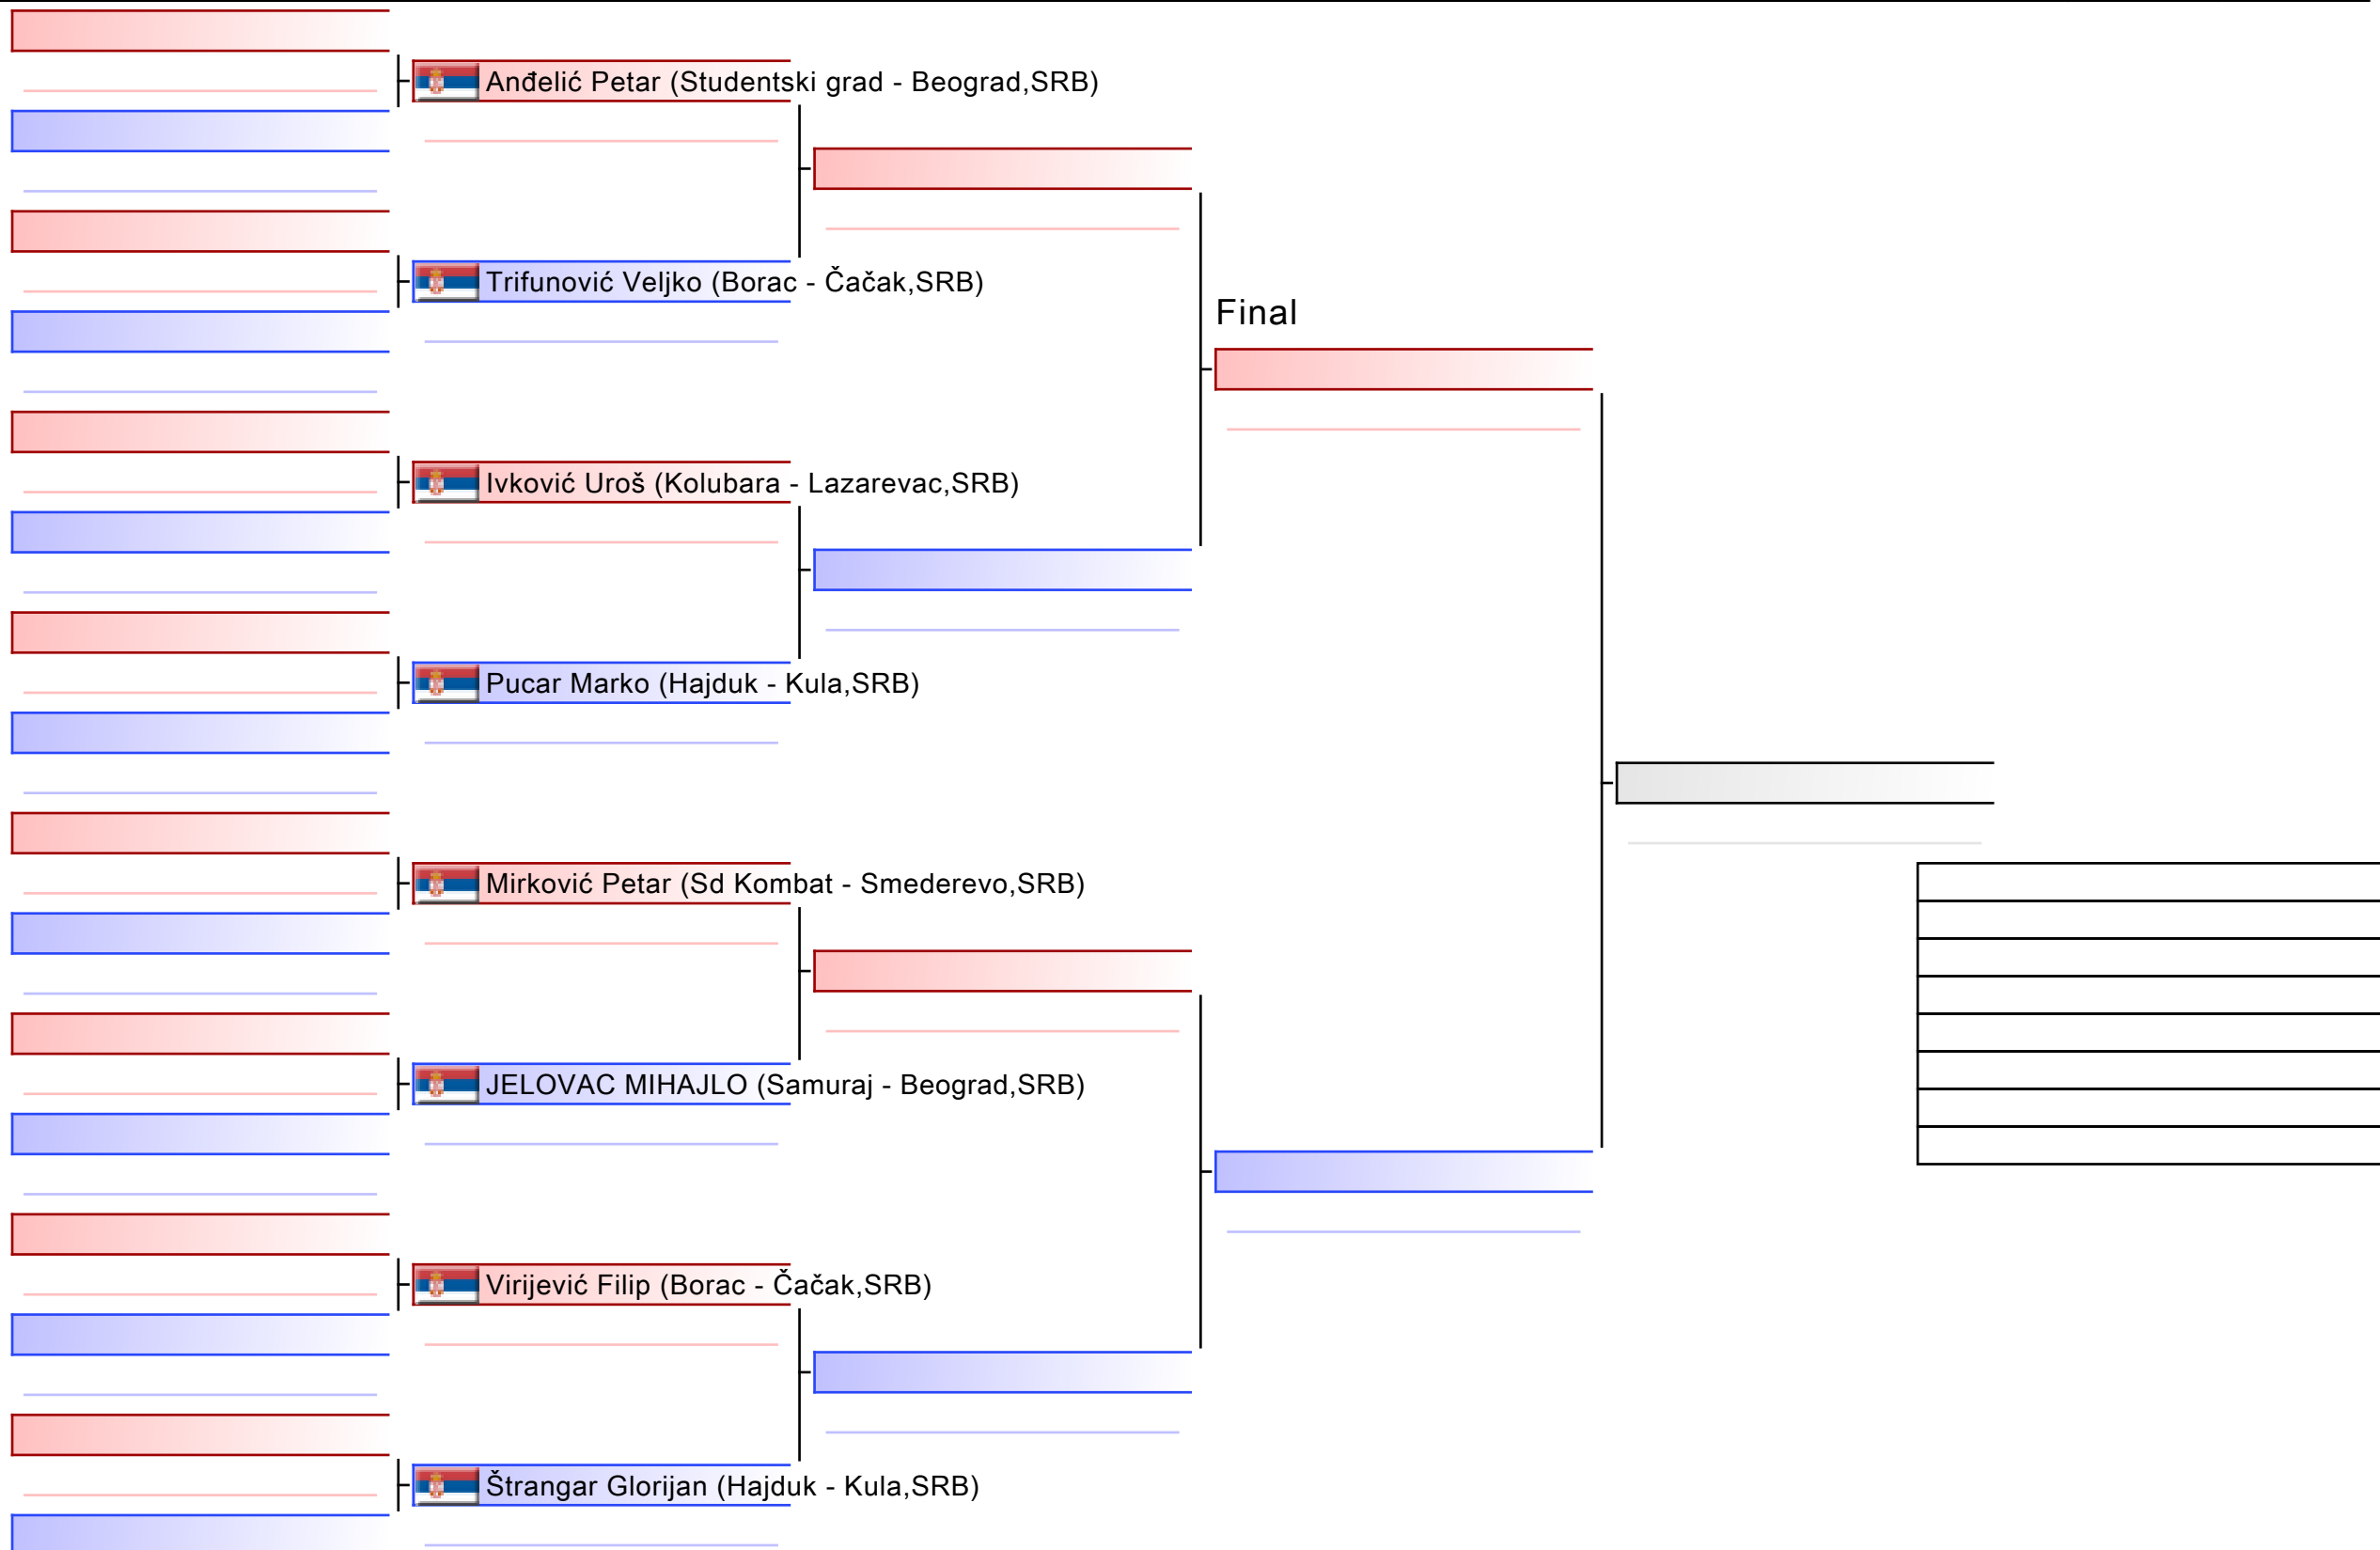 Anđelić Petar (Studentski grad - Beograd,SRB)
Trifunović Veljko (Borac - Čačak,SRB)
Final
Ivković Uroš (Kolubara - Lazarevac,SRB)
Pucar Marko (Hajduk - Kula,SRB)
Mirković Petar (Sd Kombat - Smederevo,SRB)
JELOVAC MIHAJLO (Samuraj - Beograd,SRB)
Virijević Filip (Borac - Čačak,SRB)
Štrangar Glorijan (Hajduk - Kula,SRB)